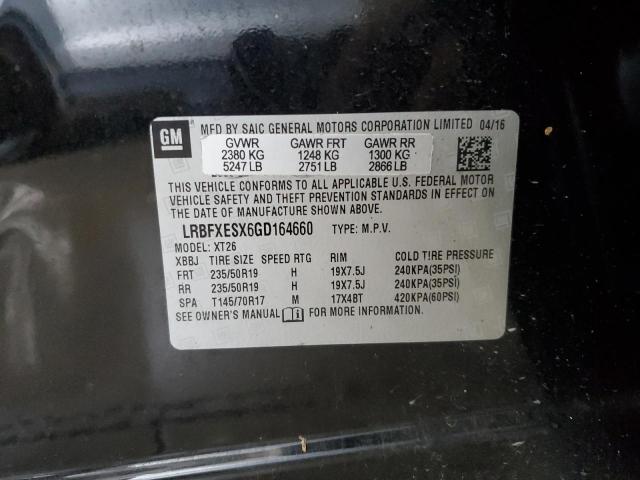 GM MFD BY SAIC GENERAL MOTORS CORPORATION LIMITED 04/16
GVWR GAWR FRT GAWR RR
2380 KG 1248 KG 1300 KG
5247 LB 2751 LB 2866 LB
THIS VEHICLE CONFORMS TO ALL APPLICABLE U.S. FEDERAL MOTOR
VEHICLE SAFETY AND THEFT PREVENTION STANDARDS IN EFFECT ON
THE DATE OF MANUFACTURE SHOWN ABOVE.
LRBFXESX6GD164660 TYPE: M.P.V.
MODEL: XT26
XBBJ TIRE SIZE SPEED RTG RIM COLD TIRE PRESSURE
FRT 235/50R19 H 19X7.5J 240KPA(35PSI)
RR 235/50R19 H 19X7.5J 240KPA(35PSI)
SPA T145/70R17 M 17X4BT 420KPA(60PSI)
SEE OWNER'S MANUAL FOR MORE INFORMATION.